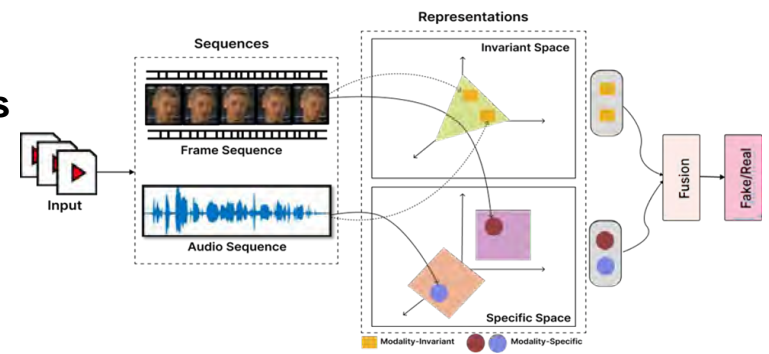 Representations
Sequences
Invariant Space
s
Frame Sequence
Input
Audio Sequence
Specific Space
Fusion
Fake/Real
Modality-Invariant
Modality-Specific